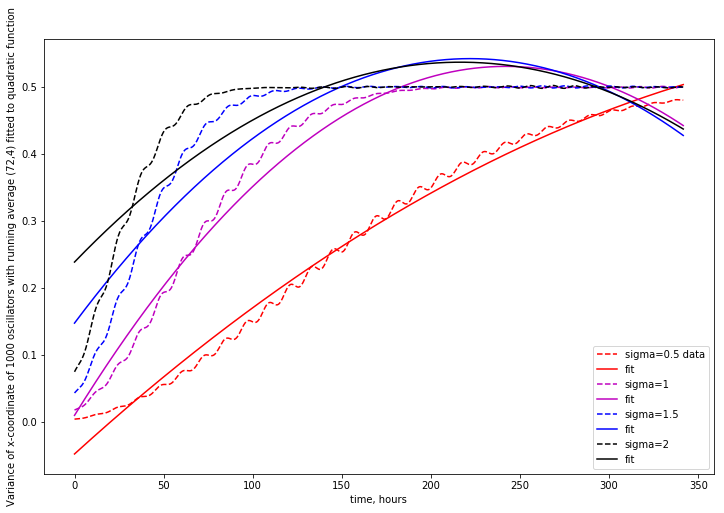 Variance of x-coordinate of 1000 oscillators with running average (72.4) fitted to quadratic function
0.5
0.4
0.3
0.2
0.1
0.0
sigma=0.5 data
fit
sigma=1
fit
sigma=1.5
fit
sigma=2
fit
0 50 100 150 200 250 300 350
time, hours